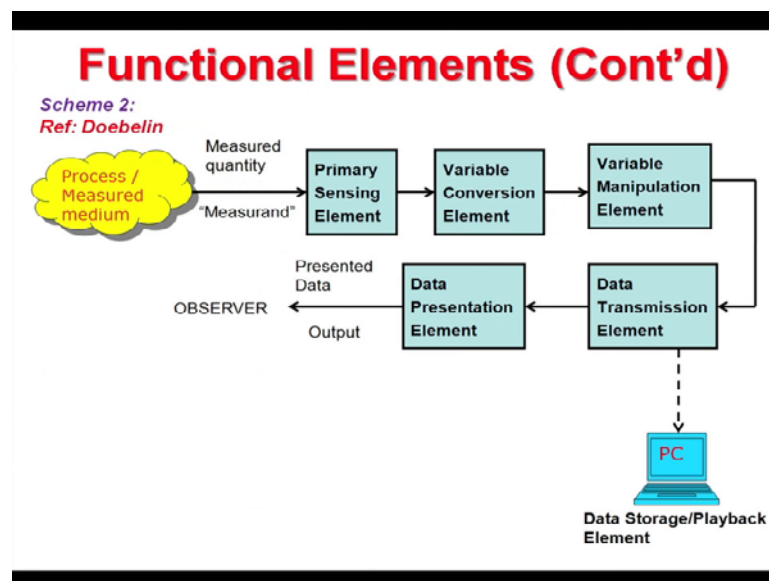 Functional Elements (Cont’d)
Scheme 2:
Ref: Doebelin
Process /
Measured
medium
Measured
quantity
“Measurand”
Primary
Sensing
Element
Variable
Conversion
Element
Variable
Manipulation
Element
OBSERVER
Presented
Data
Output
Data
Presentation
Element
Data
Transmission
Element
PC
Data Storage/Playback
Element